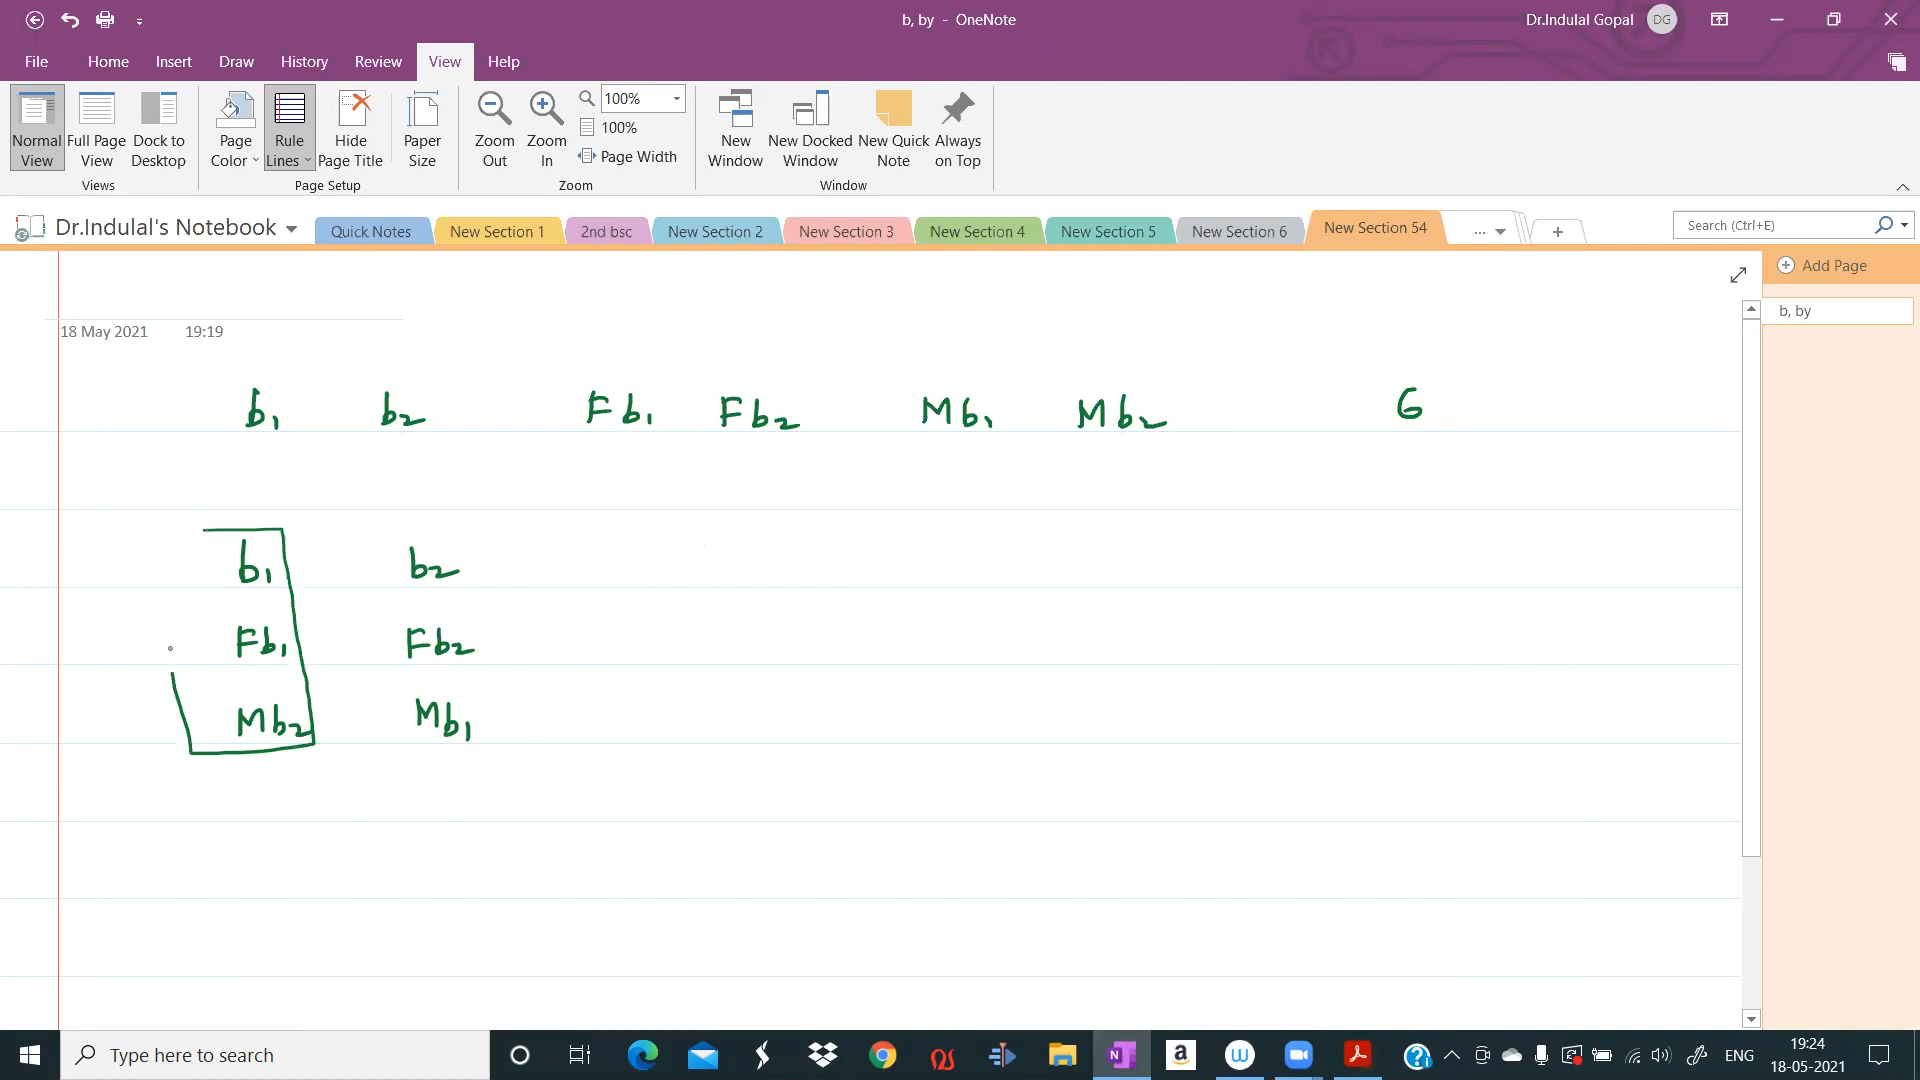 b, by - OneNote
Dr.Indulal Gopal DG
File Home Insert Draw History Review View Help
Normal View
Full Page View
Dock to Desktop
Views
Page Color
Rule Lines
Hide Page Title
Paper Size
Page Setup
Zoom Out
Zoom In
100%
100%
Page Width
Zoom
New Window
New Docked Window
New Quick Note
Always on Top
Window
Dr.Indulal's Notebook Quick Notes New Section 1 2nd bsc New Section 2 New Section 3 New Section 4 New Section 5 New Section 6 New Section 54 ... + Search (Ctrl+E)
Add Page
b, by
18 May 2021 19:19
b₁ b₂ Fb₁ Fb₂ Mb₁ Mb₂ 6
b₁ b₂
Fb₁ Fb₂
Mb₂ Mb₁
Type here to search
ENG
19:24
18-05-2021